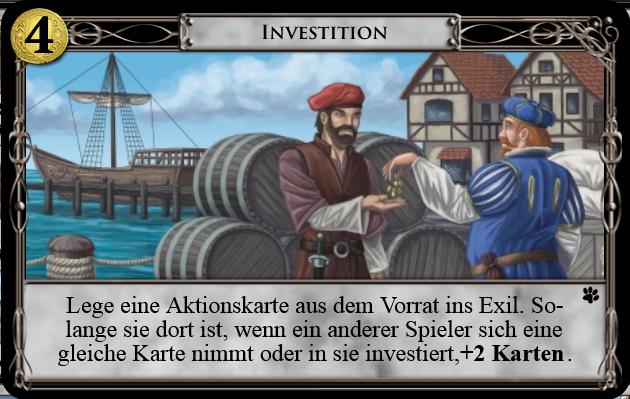 4
INVESTITION
Lege eine Aktionskarte aus dem Vorrat ins Exil. So-
lange sie dort ist, wenn ein anderer Spieler sich eine
gleiche Karte nimmt oder in sie investiert,+2 Karten.